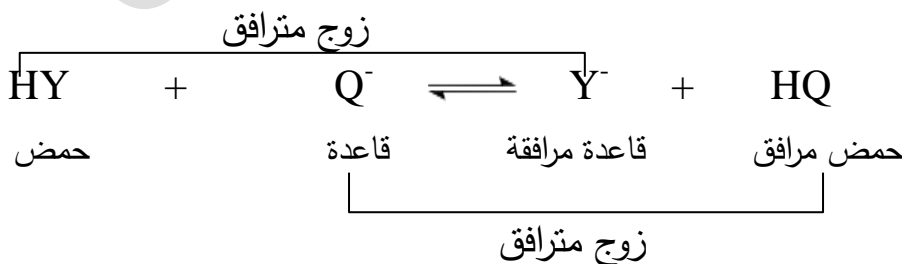 زوج مترافق
HY + Q⁻ ⇌ Y⁻ + HQ
حمض قاعدة قاعدة مرافقة حمض مرافق
زوج مترافق